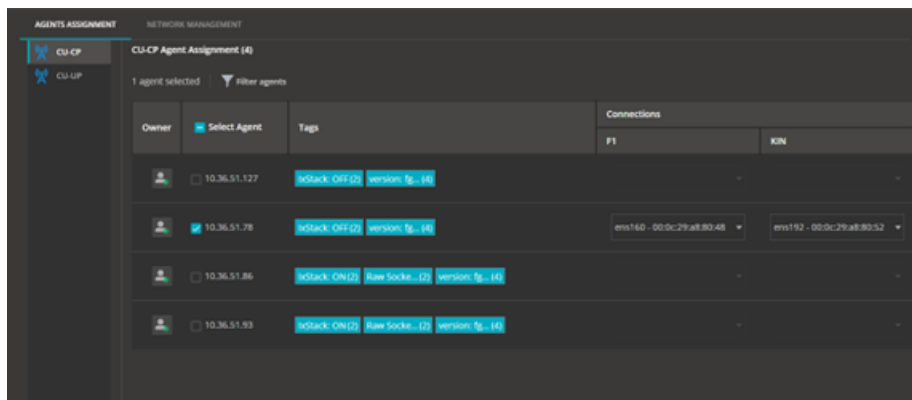 AGENTS ASSIGNMENT NETWORK MANAGEMENT
CU-CP
CU-UP
CU-CP Agent Assignment (4)
1 agent selected Filter agents
Owner Select Agent Tags Connections
F1 KIN
10.36.51.127 IxStack: OFF (2) version: fg... (4) - -
10.36.51.78 IxStack: OFF (2) version: fg... (4) ens160 - 00:0c:29:a8:80:48 ens192 - 00:0c:29:a8:80:52
10.36.51.86 IxStack: ON (2) Raw Socke... (2) version: fg... (4) - -
10.36.51.93 IxStack: ON (2) Raw Socke... (2) version: fg... (4) - -